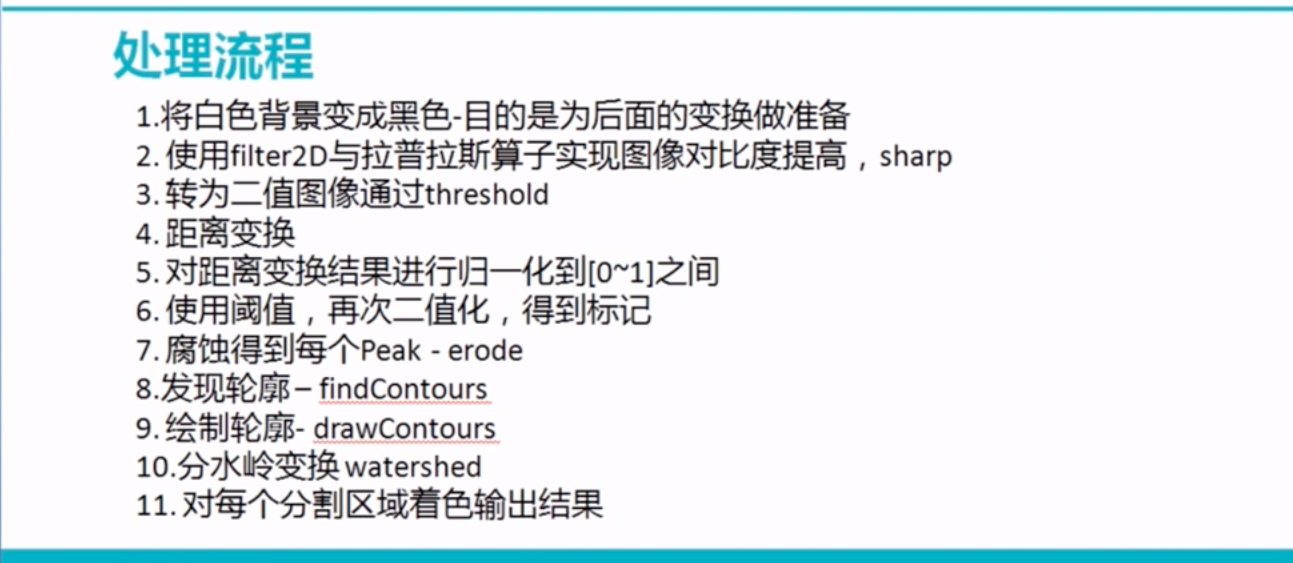 处理流程
1.将白色背景变成黑色-目的是为后面的变换做准备
2. 使用filter2D与拉普拉斯算子实现图像对比度提高，sharp
3. 转为二值图像通过threshold
4. 距离变换
5. 对距离变换结果进行归一化到[0~1]之间
6. 使用阈值，再次二值化，得到标记
7. 腐蚀得到每个Peak - erode
8.发现轮廓 – findContours
9. 绘制轮廓- drawContours
10.分水岭变换 watershed
11. 对每个分割区域着色输出结果